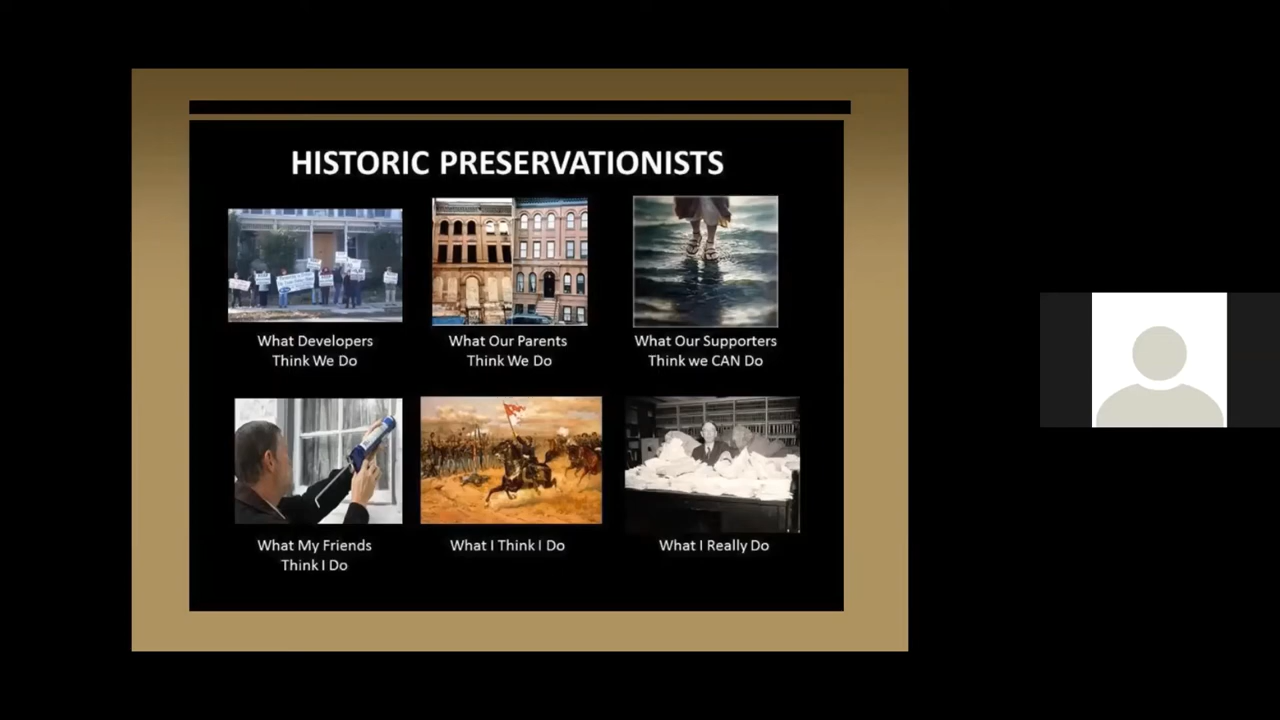 HISTORIC PRESERVATIONISTS
What Developers
Think We Do
What Our Parents
Think We Do
What Our Supporters
Think we CAN Do
What My Friends
Think I Do
What I Think I Do
What I Really Do